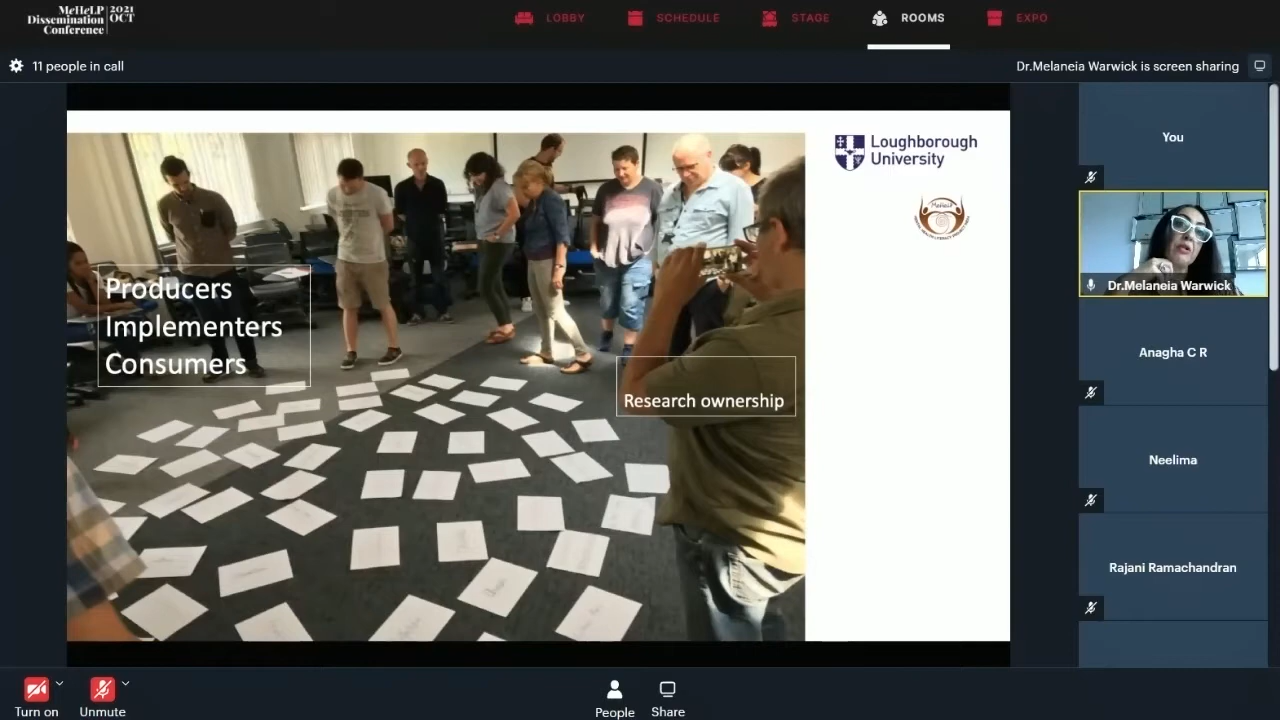 MeHeLP
Dissemination
Conference
2021
OCT
LOBBY
SCHEDULE
STAGE
ROOMS
EXPO
11 people in call
Dr.Melaneia Warwick is screen sharing
Producers
Implementers
Consumers
Research ownership
Loughborough
University
MeHeLP
You
Dr.Melaneia Warwick
Anagha C R
Neelima
Rajani Ramachandran
Turn on
Unmute
People
Share